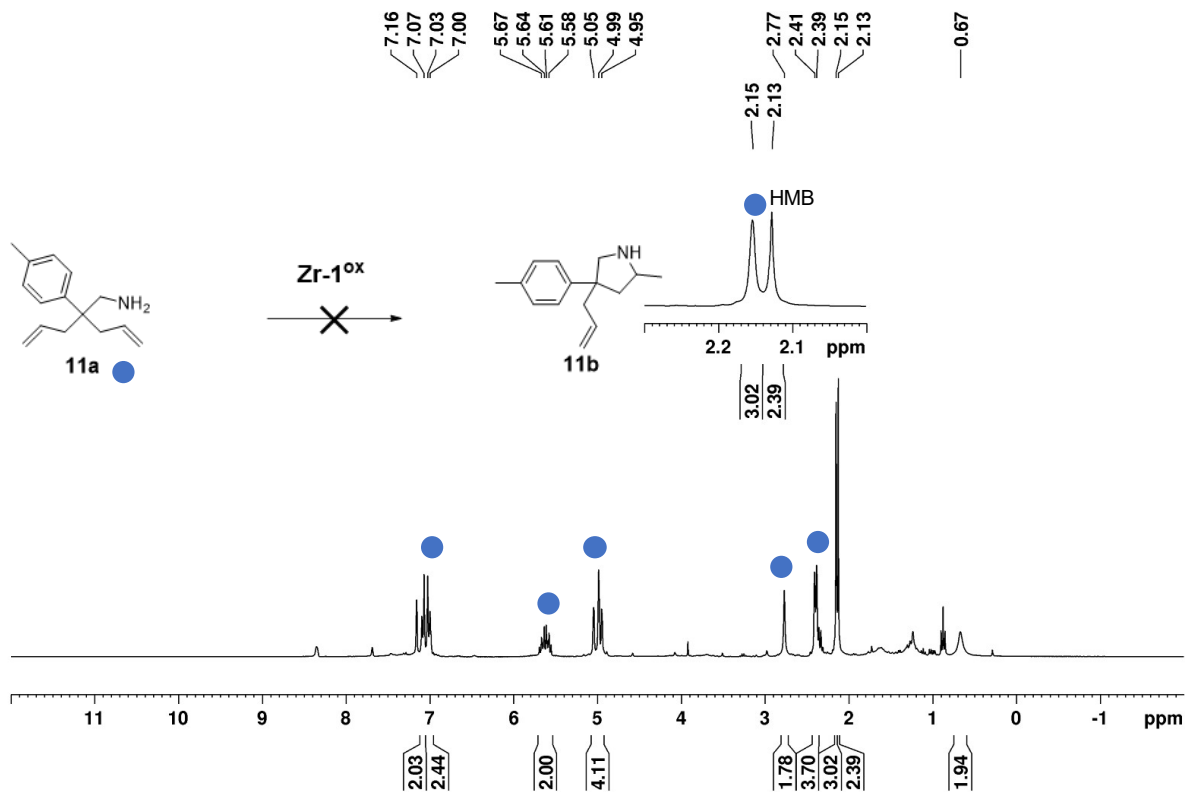 7.16 7.07 7.03 7.00 5.67 5.64 5.61 5.58 5.05 4.99 4.95 2.77 2.41 2.39 2.15 2.13 0.67
2.15 2.13
HMB
NH₂
11a
Zr-1ᵒˣ
NH
11b
2.2 2.1 ppm
3.02 2.39
11 10 9 8 7 6 5 4 3 2 1 0 -1 ppm
2.03 2.44 2.00 4.11 1.78 3.70 3.02 2.39 1.94